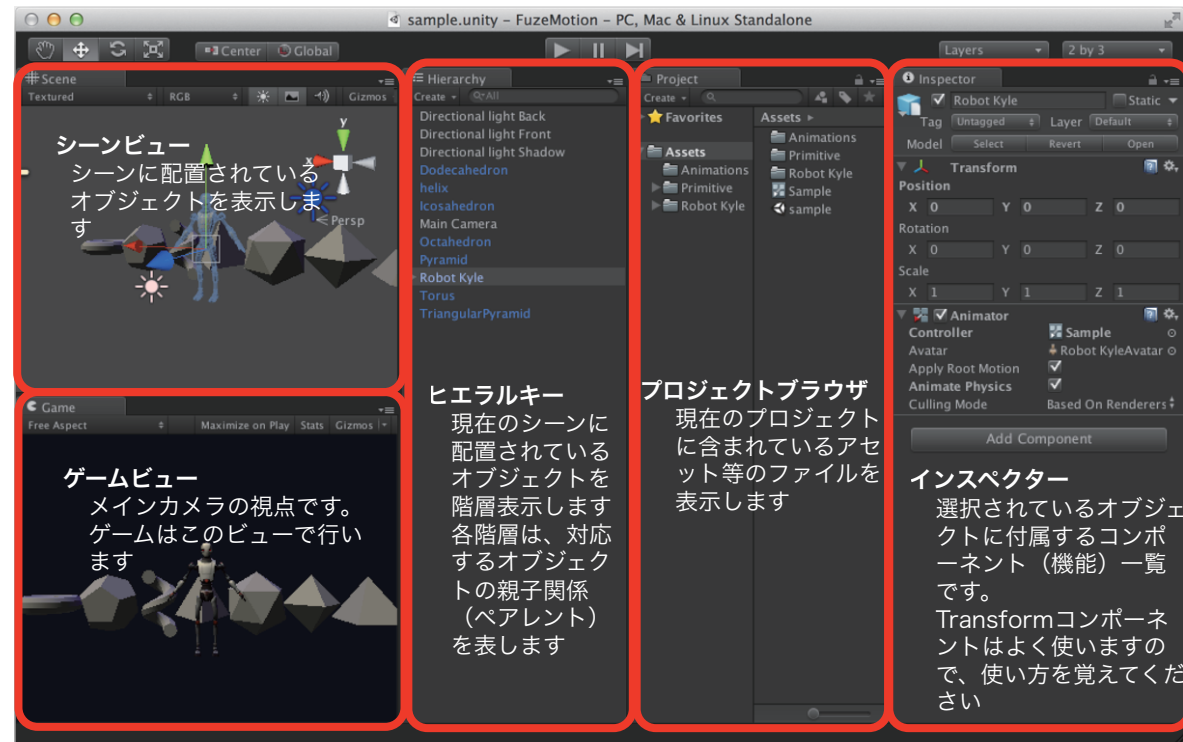 sample.unity – FuzeMotion – PC, Mac & Linux Standalone
Center Global
Layers 2 by 3
Scene
Textured RGB Gizmos
シーンビュー
シーンに配置されている
オブジェクトを表示しま
す
y
x
Persp
Game
Free Aspect Maximize on Play Stats Gizmos
ゲームビュー
メインカメラの視点です。
ゲームはこのビューで行い
ます
Hierarchy
Create All
Directional light Back
Directional light Front
Directional light Shadow
Dodecahedron
helix
Icosahedron
Main Camera
Octahedron
Pyramid
Robot Kyle
Torus
TriangularPyramid
ヒエラルキー
現在のシーンに
配置されている
オブジェクトを
階層表示します
各階層は、対応
するオブジェク
トの親子関係
（ペアレント）
を表します
Project
Create
Favorites
Assets
Animations
Primitive
Robot Kyle
Assets
Animations
Primitive
Robot Kyle
Sample
sample
プロジェクトブラウザ
現在のプロジェクト
に含まれているアセ
ット等のファイルを
表示します
Inspector
Robot Kyle Static
Tag Untagged Layer Default
Model Select Revert Open
Transform
Position
X 0 Y 0 Z 0
Rotation
X 0 Y 0 Z 0
Scale
X 1 Y 1 Z 1
Animator
Controller Sample
Avatar Robot KyleAvatar
Apply Root Motion
Animate Physics
Culling Mode Based On Renderers
Add Component
インスペクター
選択されているオブジェ
クトに付属するコンポ
ーネント（機能）一覧
です。
Transformコンポーネ
ントはよく使いますの
で、使い方を覚えてくだ
さい